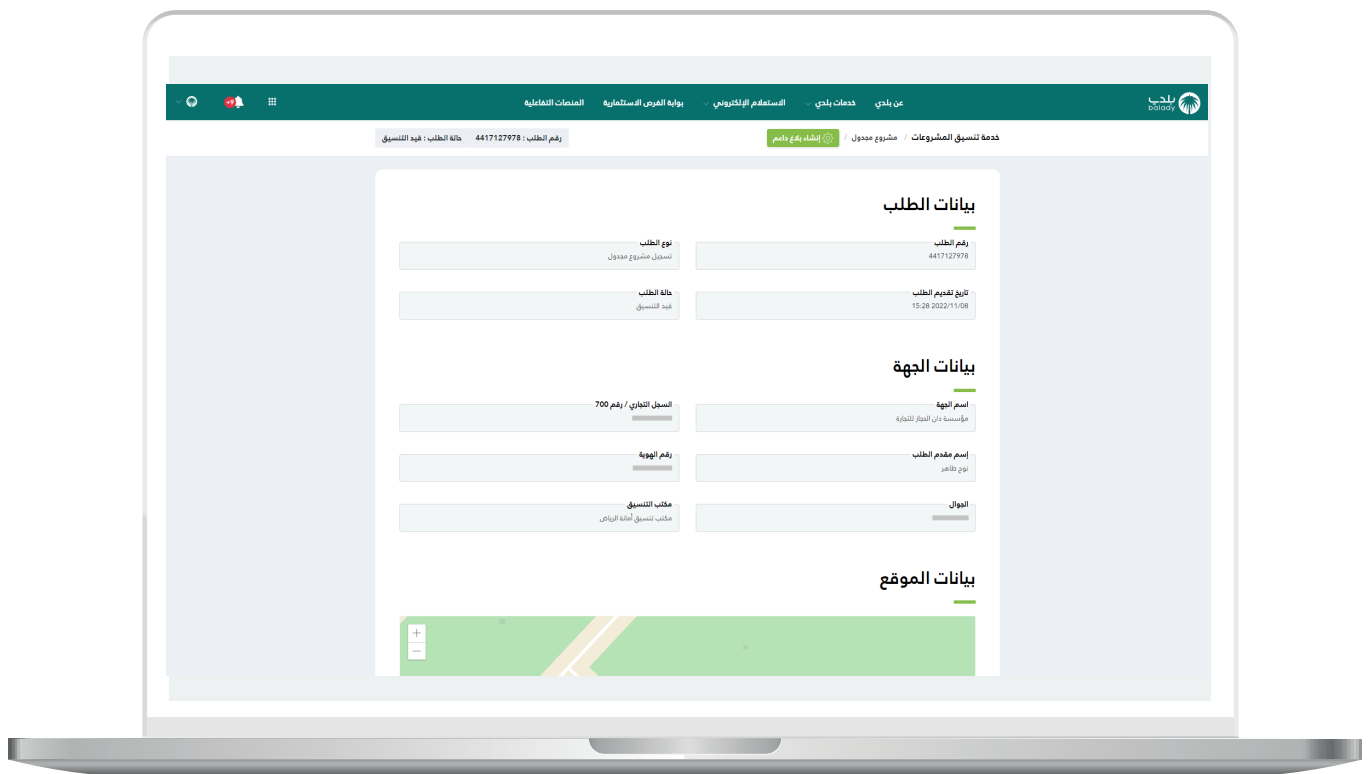 بلدي
balady
عن بلدي
خدمات بلدي
الاستعلام الإلكتروني
بوابة الفرص الاستثمارية
المنصات التفاعلية
+9
خدمة تنسيق المشروعات / مشروع مجدول / إنشاء بلاغ داعم
رقم الطلب : 4417127978 حالة الطلب : قيد التنسيق
بيانات الطلب
رقم الطلب
4417127978
نوع الطلب
تسجيل مشروع مجدول
تاريخ تقديم الطلب
15:28 2022/11/08
حالة الطلب
قيد التنسيق
بيانات الجهة
اسم الجهة
مؤسسة دان الحجاز للتجارة
السجل التجاري / رقم 700
إسم مقدم الطلب
نوح طاهر
رقم الهوية
الجوال
مكتب التنسيق
مكتب تنسيق أمانة الرياض
بيانات الموقع
+
−